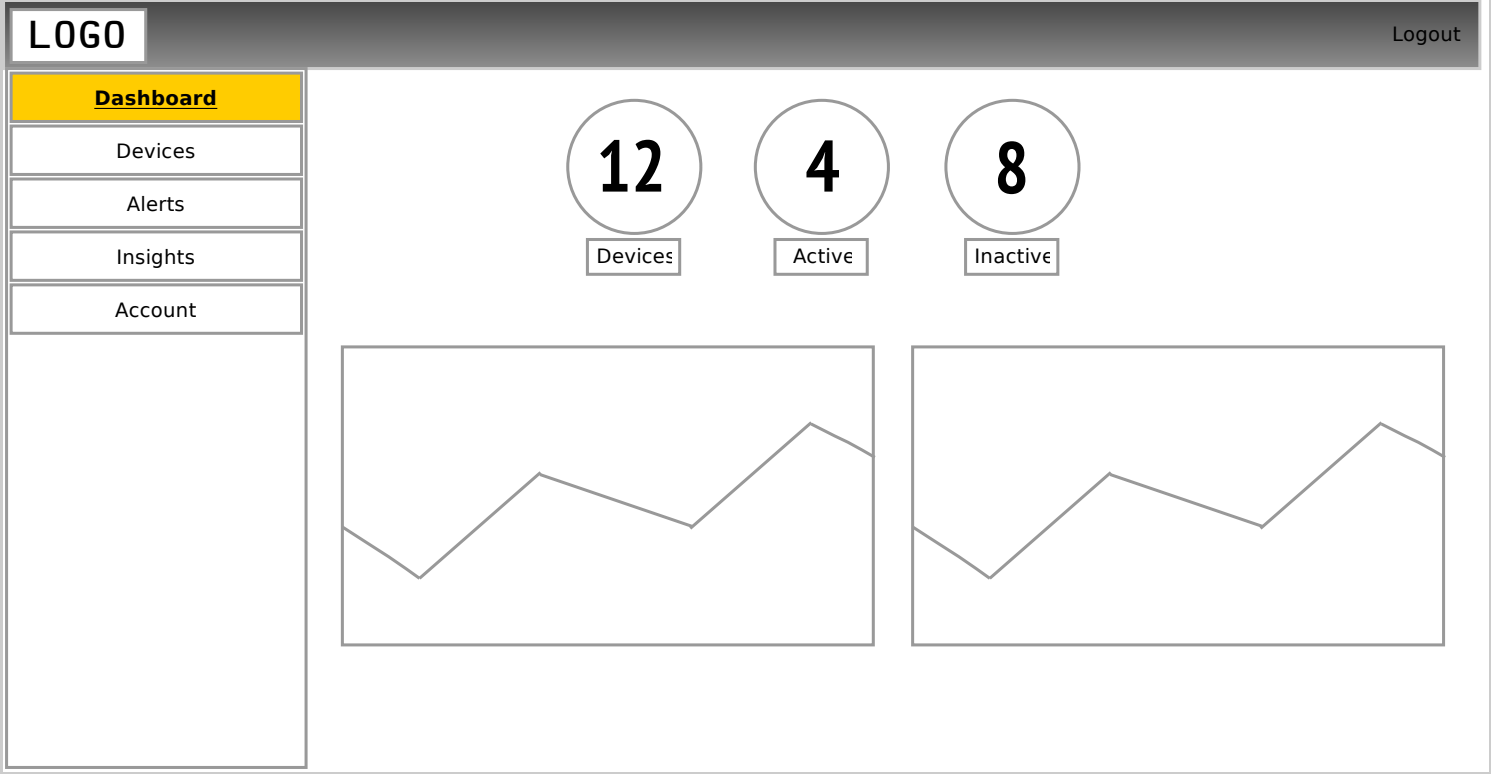 LOGO
Logout
Dashboard
Devices
Alerts
Insights
Account
12
4
8
Devices
Active
Inactive